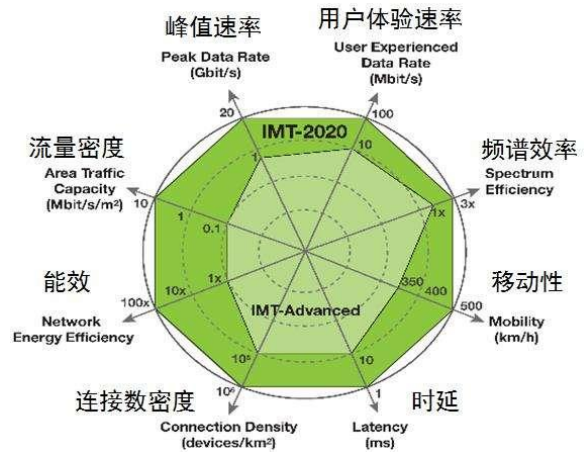 峰值速率
Peak Data Rate
(Gbit/s)
用户体验速率
User Experienced
Data Rate
(Mbit/s)
20
100
IMT-2020
1
10
流量密度
Area Traffic
Capacity
(Mbit/s/m²)
10
1
0.1
频谱效率
Spectrum
Efficiency
1x
3x
能效
100x
10x
1x
Network
Energy Efficiency
移动性
350
400
500
Mobility
(km/h)
IMT-Advanced
10⁵
10⁶
10
1
连接数密度
Connection Density
(devices/km²)
时延
Latency
(ms)